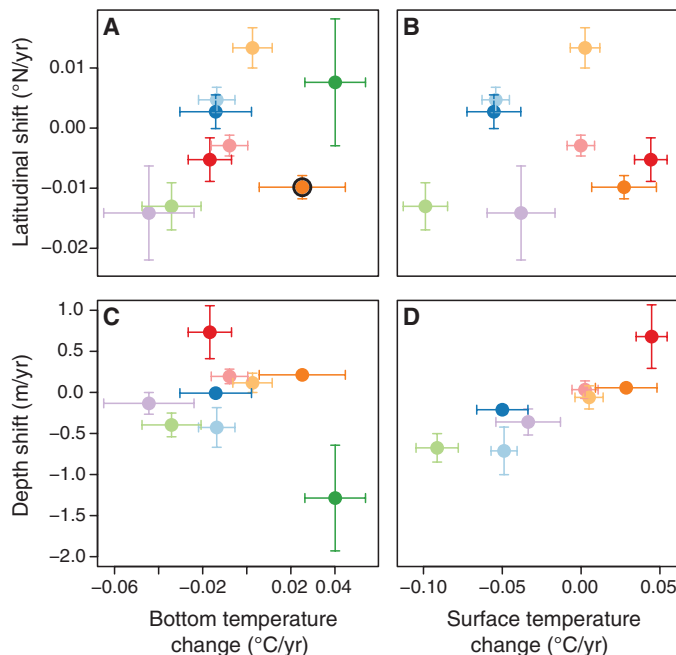 A
B
Latitudinal shift (°N/yr)
0.01
0.00
−0.01
−0.02
C
D
Depth shift (m/yr)
1.0
0.5
0.0
−0.5
−1.0
−1.5
−2.0
−0.06
−0.02
0.02
0.04
−0.10
−0.05
0.00
0.05
Bottom temperature
change (°C/yr)
Surface temperature
change (°C/yr)